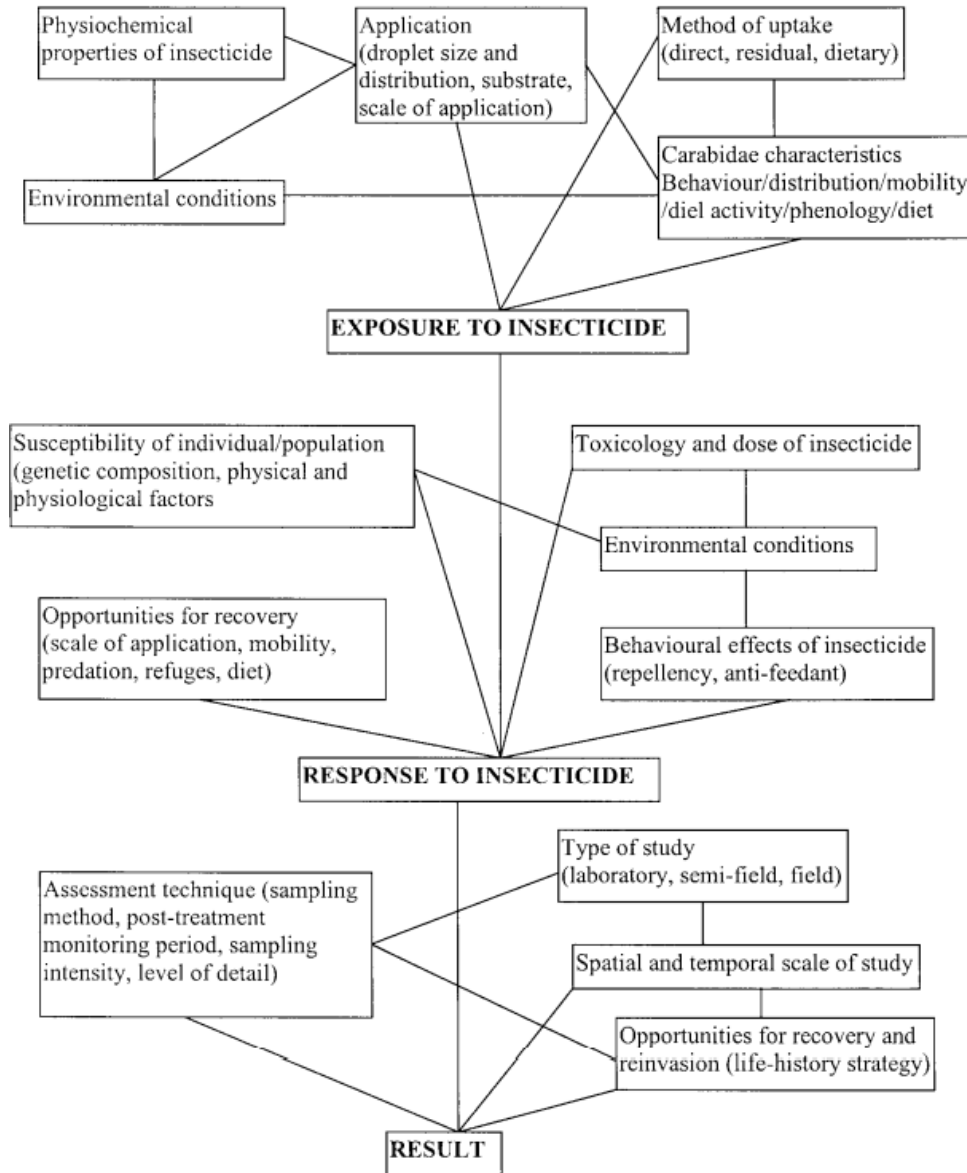 Physiochemical
properties of insecticide
Application
(droplet size and
distribution, substrate,
scale of application)
Method of uptake
(direct, residual, dietary)
Environmental conditions
Carabidae characteristics
Behaviour/distribution/mobility
/diel activity/phenology/diet
EXPOSURE TO INSECTICIDE
Susceptibility of individual/population
(genetic composition, physical and
physiological factors
Toxicology and dose of insecticide
Environmental conditions
Opportunities for recovery
(scale of application, mobility,
predation, refuges, diet)
Behavioural effects of insecticide
(repellency, anti-feedant)
RESPONSE TO INSECTICIDE
Type of study
(laboratory, semi-field, field)
Assessment technique (sampling
method, post-treatment
monitoring period, sampling
intensity, level of detail)
Spatial and temporal scale of study
Opportunities for recovery and
reinvasion (life-history strategy)
RESULT